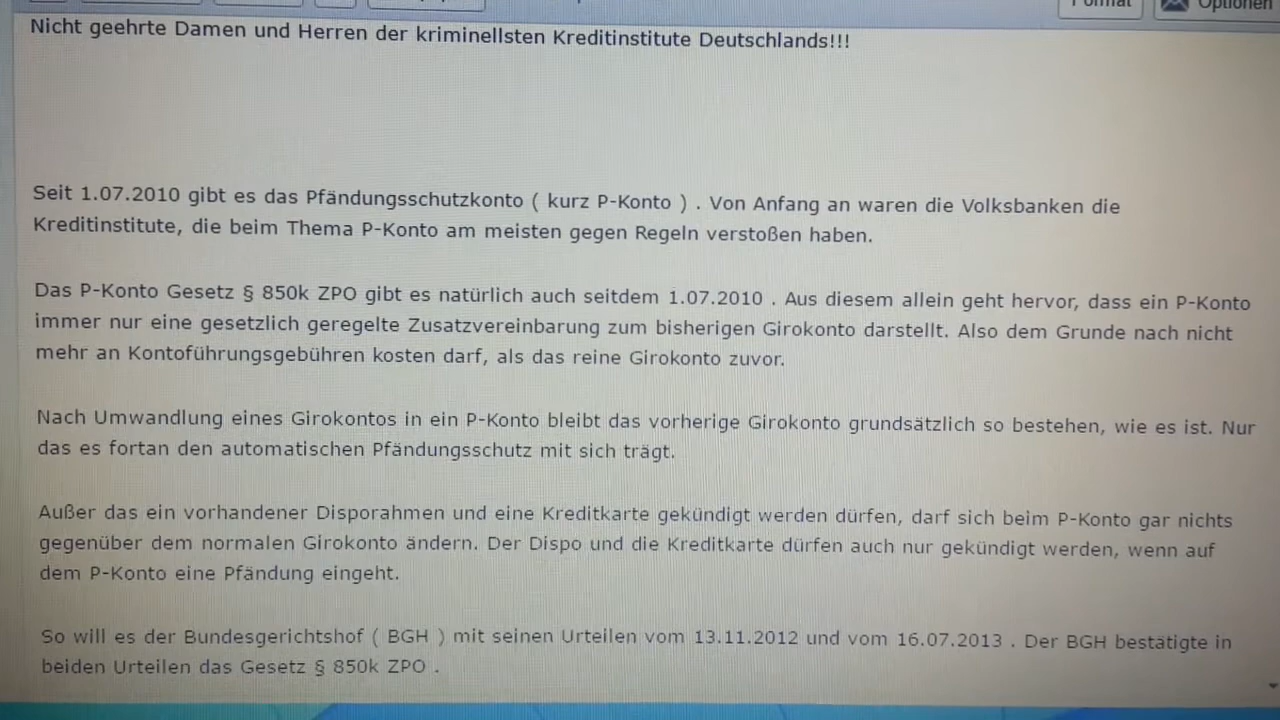 Format
Optionen
Nicht geehrte Damen und Herren der kriminellsten Kreditinstitute Deutschlands!!!
Seit 1.07.2010 gibt es das Pfändungsschutzkonto ( kurz P-Konto ) . Von Anfang an waren die Volksbanken die
Kreditinstitute, die beim Thema P-Konto am meisten gegen Regeln verstoßen haben.
Das P-Konto Gesetz § 850k ZPO gibt es natürlich auch seitdem 1.07.2010 . Aus diesem allein geht hervor, dass ein P-Konto
immer nur eine gesetzlich geregelte Zusatzvereinbarung zum bisherigen Girokonto darstellt. Also dem Grunde nach nicht
mehr an Kontoführungsgebühren kosten darf, als das reine Girokonto zuvor.
Nach Umwandlung eines Girokontos in ein P-Konto bleibt das vorherige Girokonto grundsätzlich so bestehen, wie es ist. Nur
das es fortan den automatischen Pfändungsschutz mit sich trägt.
Außer das ein vorhandener Disporahmen und eine Kreditkarte gekündigt werden dürfen, darf sich beim P-Konto gar nichts
gegenüber dem normalen Girokonto ändern. Der Dispo und die Kreditkarte dürfen auch nur gekündigt werden, wenn auf
dem P-Konto eine Pfändung eingeht.
So will es der Bundesgerichtshof ( BGH ) mit seinen Urteilen vom 13.11.2012 und vom 16.07.2013 . Der BGH bestätigte in
beiden Urteilen das Gesetz § 850k ZPO .